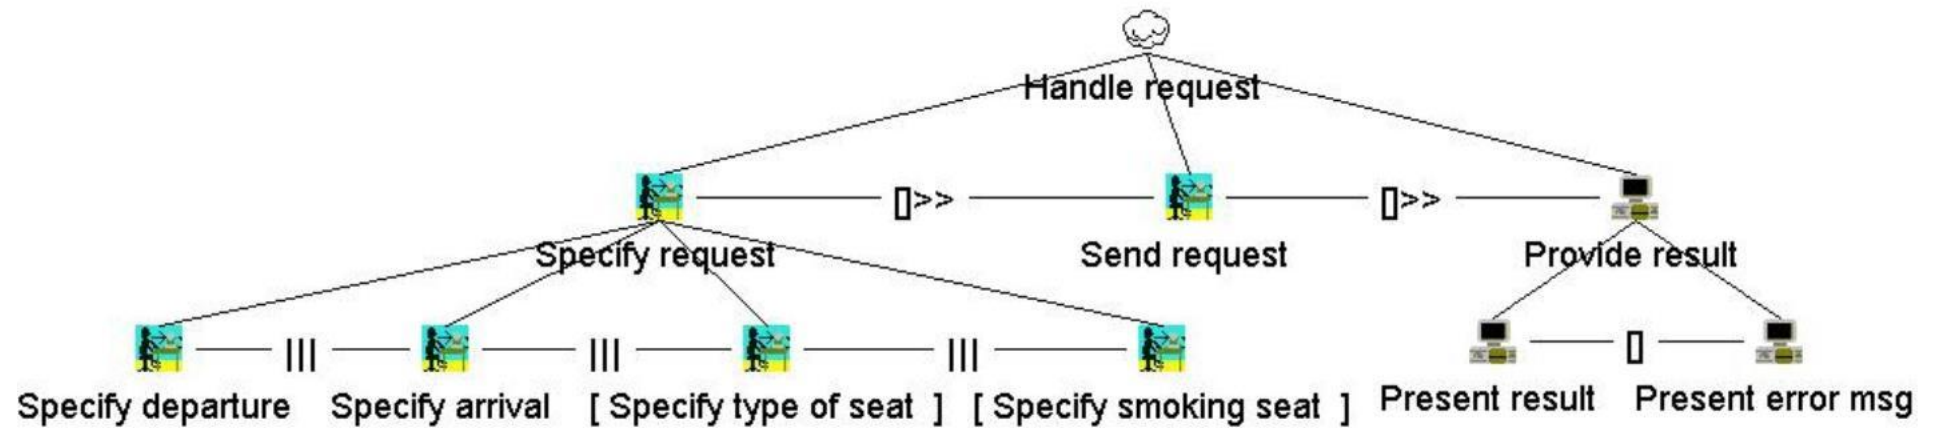 Handle request
[]>> []>>
Specify request Send request Provide result
||| ||| ||| []
Specify departure Specify arrival [ Specify type of seat ] [ Specify smoking seat ] Present result Present error msg